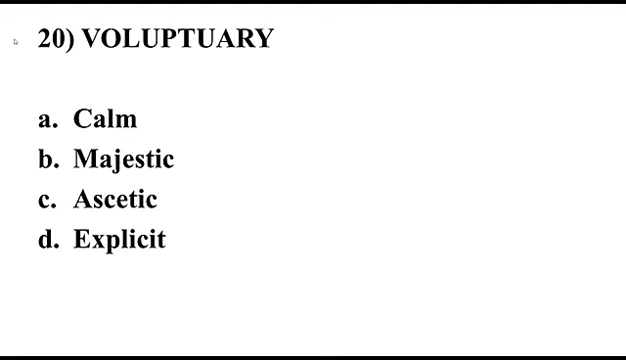 20) VOLUPTUARY
a. Calm
b. Majestic
c. Ascetic
d. Explicit